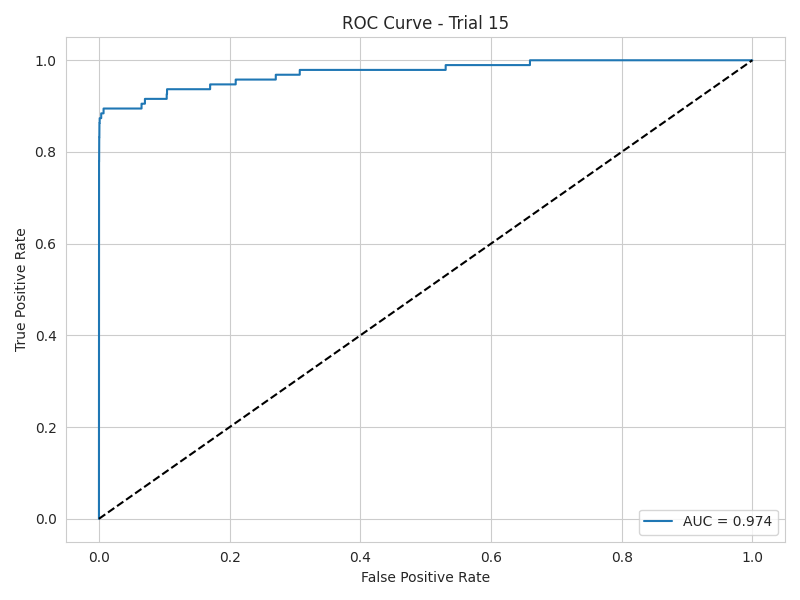 ROC Curve - Trial 15
1.0
0.8
0.6
0.4
0.2
0.0
True Positive Rate
0.0 0.2 0.4 0.6 0.8 1.0
False Positive Rate
AUC = 0.974